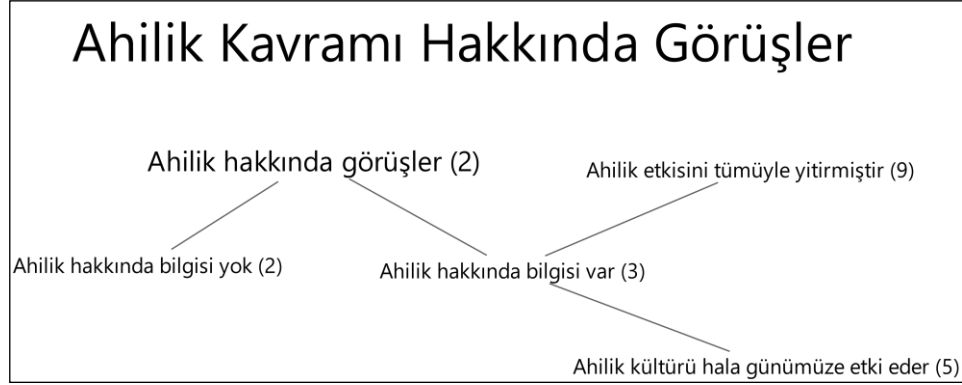 Ahilik Kavramı Hakkında Görüşler
Ahilik hakkında görüşler (2)
Ahilik etkisini tümüyle yitirmiştir (9)
Ahilik hakkında bilgisi yok (2)
Ahilik hakkında bilgisi var (3)
Ahilik kültürü hala günümüze etki eder (5)